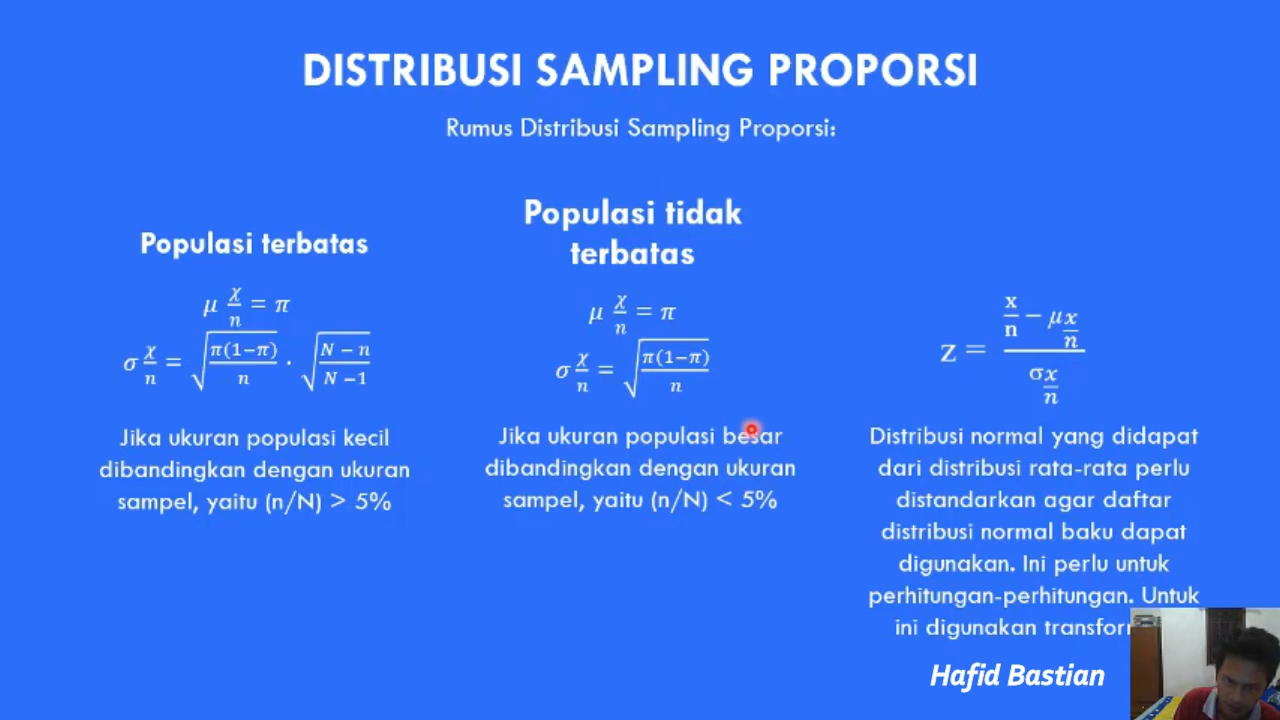 DISTRIBUSI SAMPLING PROPORSI
Rumus Distribusi Sampling Proporsi:
Populasi terbatas
μ χ/n = π
σ χ/n = √(π(1−π)/n) · √((N − n)/(N −1))
Jika ukuran populasi kecil
dibandingkan dengan ukuran
sampel, yaitu (n/N) > 5%
Populasi tidak
terbatas
μ χ/n = π
σ χ/n = √(π(1−π)/n)
Jika ukuran populasi besar
dibandingkan dengan ukuran
sampel, yaitu (n/N) < 5%
z = (x/n − μx/n)/(σx/n)
Distribusi normal yang didapat
dari distribusi rata-rata perlu
distandarkan agar daftar
distribusi normal baku dapat
digunakan. Ini perlu untuk
perhitungan-perhitungan. Untuk
ini digunakan
Hafid Bastian